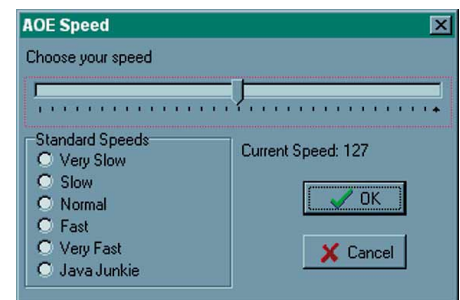 AOE Speed
Choose your speed
Standard Speeds
Very Slow
Slow
Normal
Fast
Very Fast
Java Junkie
Current Speed: 127
OK
Cancel